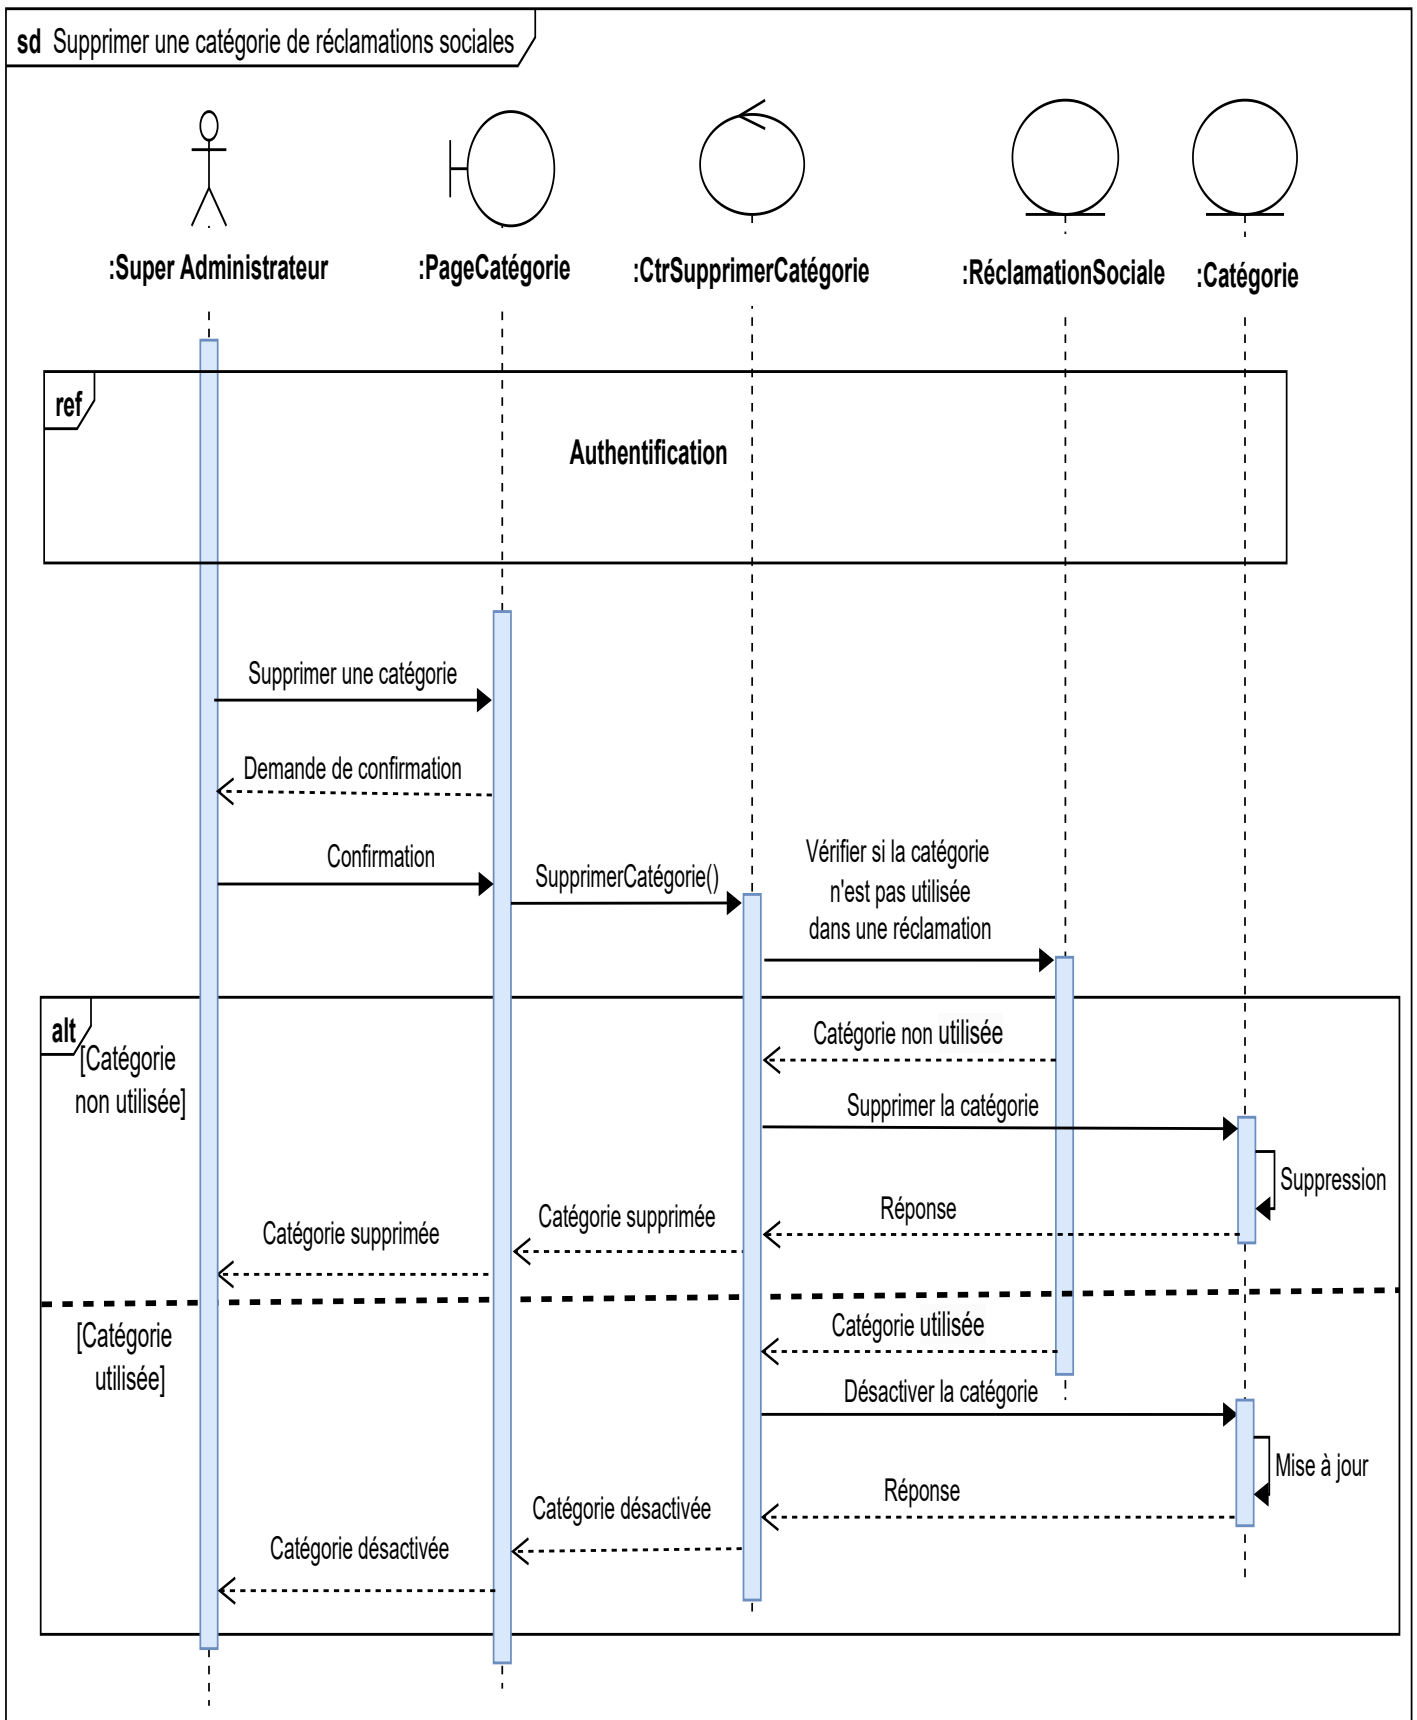 sd Supprimer une catégorie de réclamations sociales
:Super Administrateur
:PageCatégorie
:CtrSupprimerCatégorie
:RéclamationSociale
:Catégorie
ref
Authentification
Supprimer une catégorie
Demande de confirmation
Confirmation
SupprimerCatégorie()
Vérifier si la catégorie
n'est pas utilisée
dans une réclamation
alt
[Catégorie
non utilisée]
Catégorie non utilisée
Supprimer la catégorie
Suppression
Réponse
Catégorie supprimée
Catégorie supprimée
[Catégorie
utilisée]
Catégorie utilisée
Désactiver la catégorie
Mise à jour
Réponse
Catégorie désactivée
Catégorie désactivée